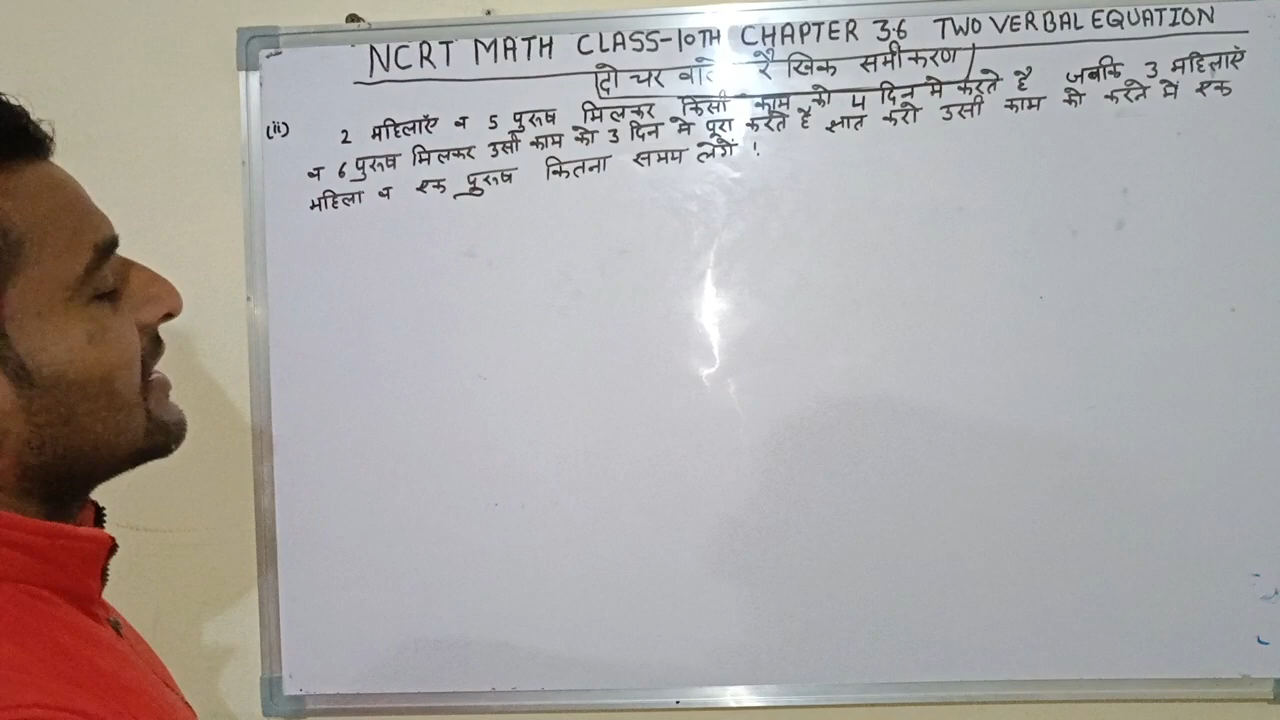 NCRT MATH CLASS-10TH CHAPTER 3.6 TWO VERBAL EQUATION
दो चर वाले रैखिक समीकरण
(ii) 2 महिलाएँ व 5 पुरूष मिलकर किसी काम को 4 दिन मे करते है जबकि 3 महिलाएँ
व 6 पुरूष मिलकर उसी काम को 3 दिन मे पूरा करते है ज्ञात करो उसी काम को करने में एक
महिला व एक पुरूष कितना समय लेगें !